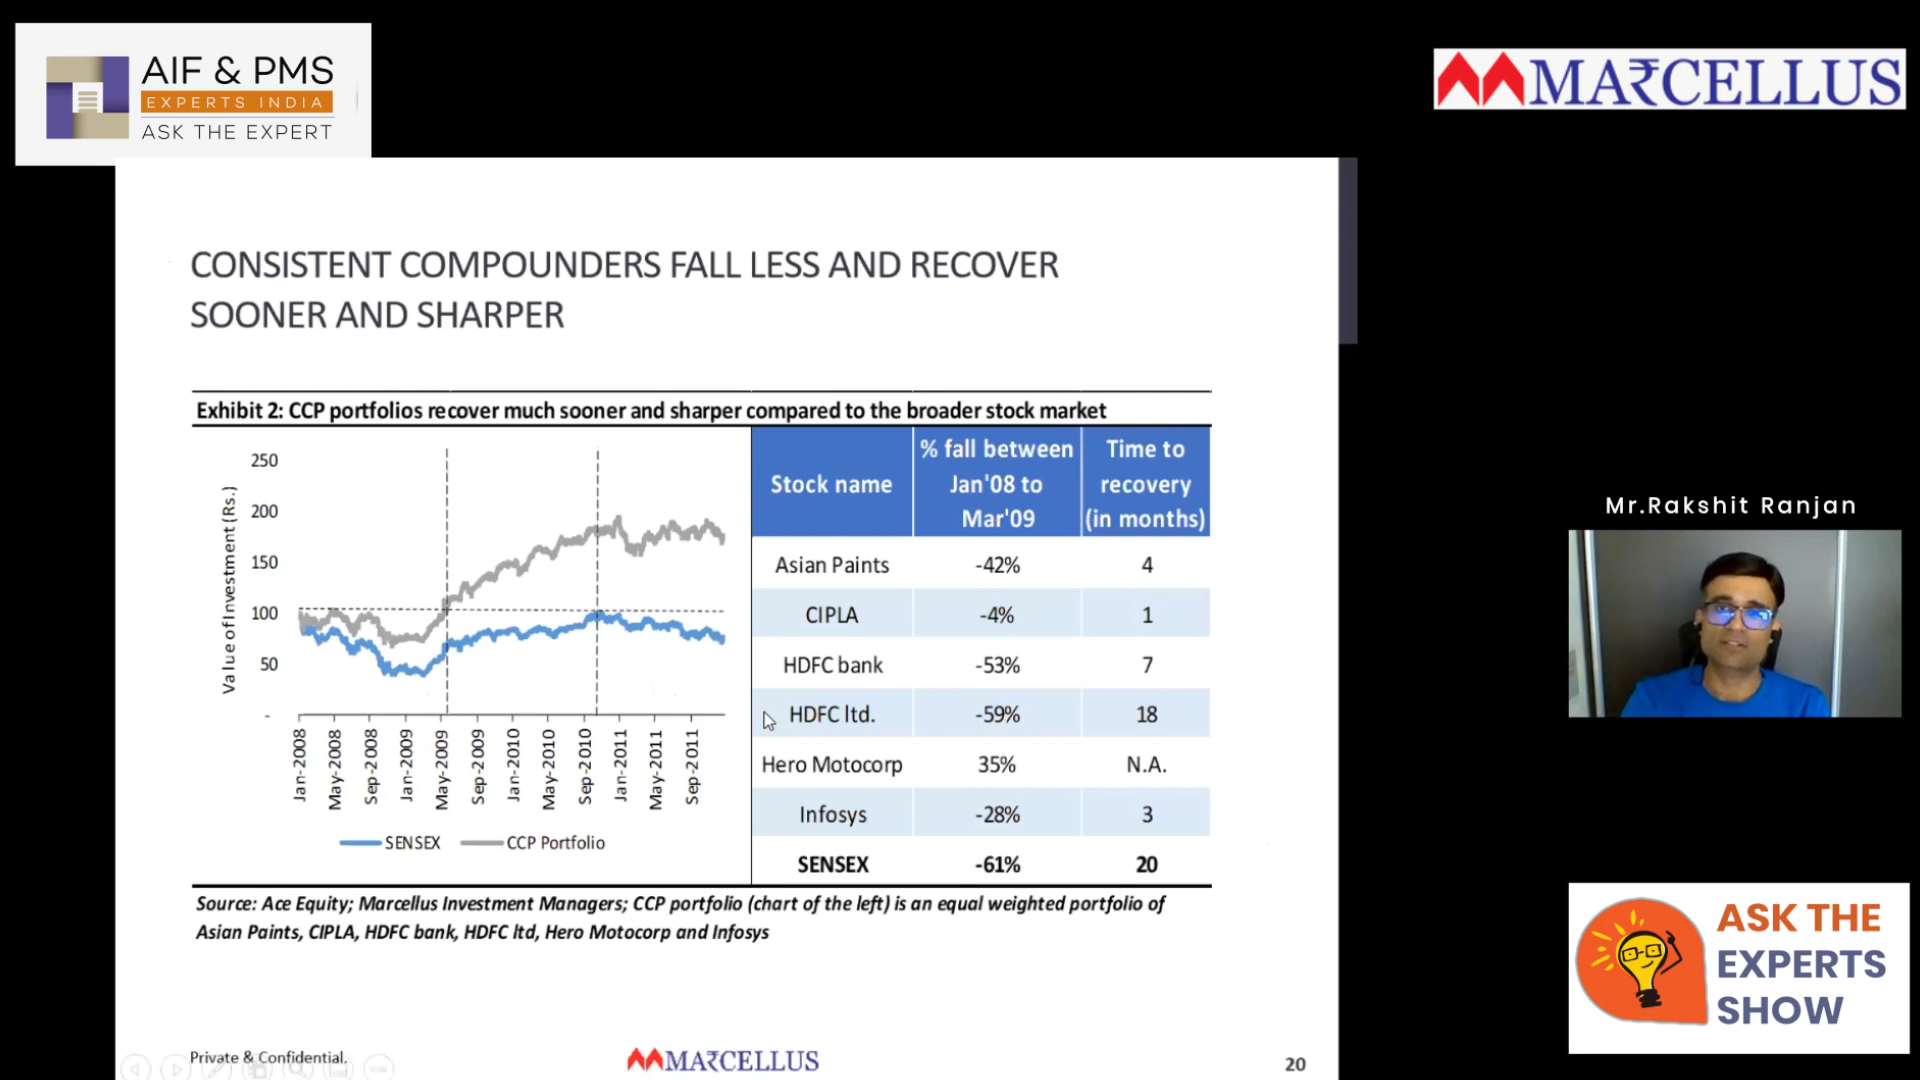 AIF & PMS
EXPERTS INDIA
ASK THE EXPERT
MA₹CELLUS
CONSISTENT COMPOUNDERS FALL LESS AND RECOVER
SOONER AND SHARPER
Exhibit 2: CCP portfolios recover much sooner and sharper compared to the broader stock market
Value of Investment (Rs.)
250
200
150
100
50
-
Jan-2008
May-2008
Sep-2008
Jan-2009
May-2009
Sep-2009
Jan-2010
May-2010
Sep-2010
Jan-2011
May-2011
Sep-2011
SENSEX CCP Portfolio
Stock name % fall between Jan'08 to Mar'09 Time to recovery (in months)
Asian Paints -42% 4
CIPLA -4% 1
HDFC bank -53% 7
HDFC ltd. -59% 18
Hero Motocorp 35% N.A.
Infosys -28% 3
SENSEX -61% 20
Source: Ace Equity; Marcellus Investment Managers; CCP portfolio (chart of the left) is an equal weighted portfolio of
Asian Paints, CIPLA, HDFC bank, HDFC ltd, Hero Motocorp and Infosys
Private & Confidential.
MA₹CELLUS
20
Mr.Rakshit Ranjan
ASK THE
EXPERTS
SHOW